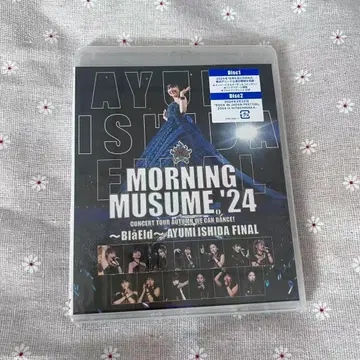 AYUMI
ISHIDA
FINAL
Disc1
Disc2
MORNING
MUSUME。'24
CONCERT TOUR AUTUMN WE CAN DANCE!
～BlåEld～ AYUMI ISHIDA FINAL